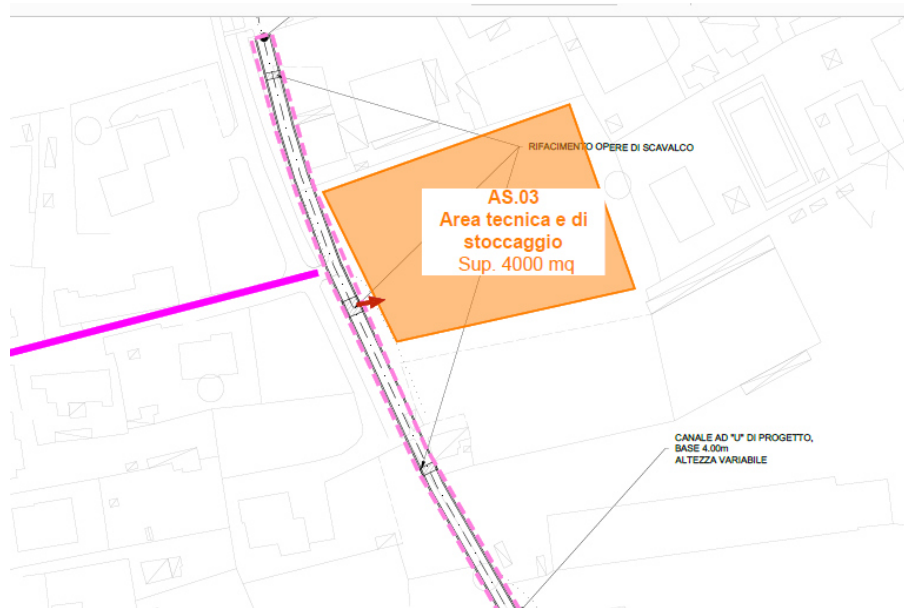 RIFACIMENTO OPERE DI SCAVALCO
AS.03
Area tecnica e di
stoccaggio
Sup. 4000 mq
CANALE AD "U" DI PROGETTO,
BASE 4.00m
ALTEZZA VARIABILE